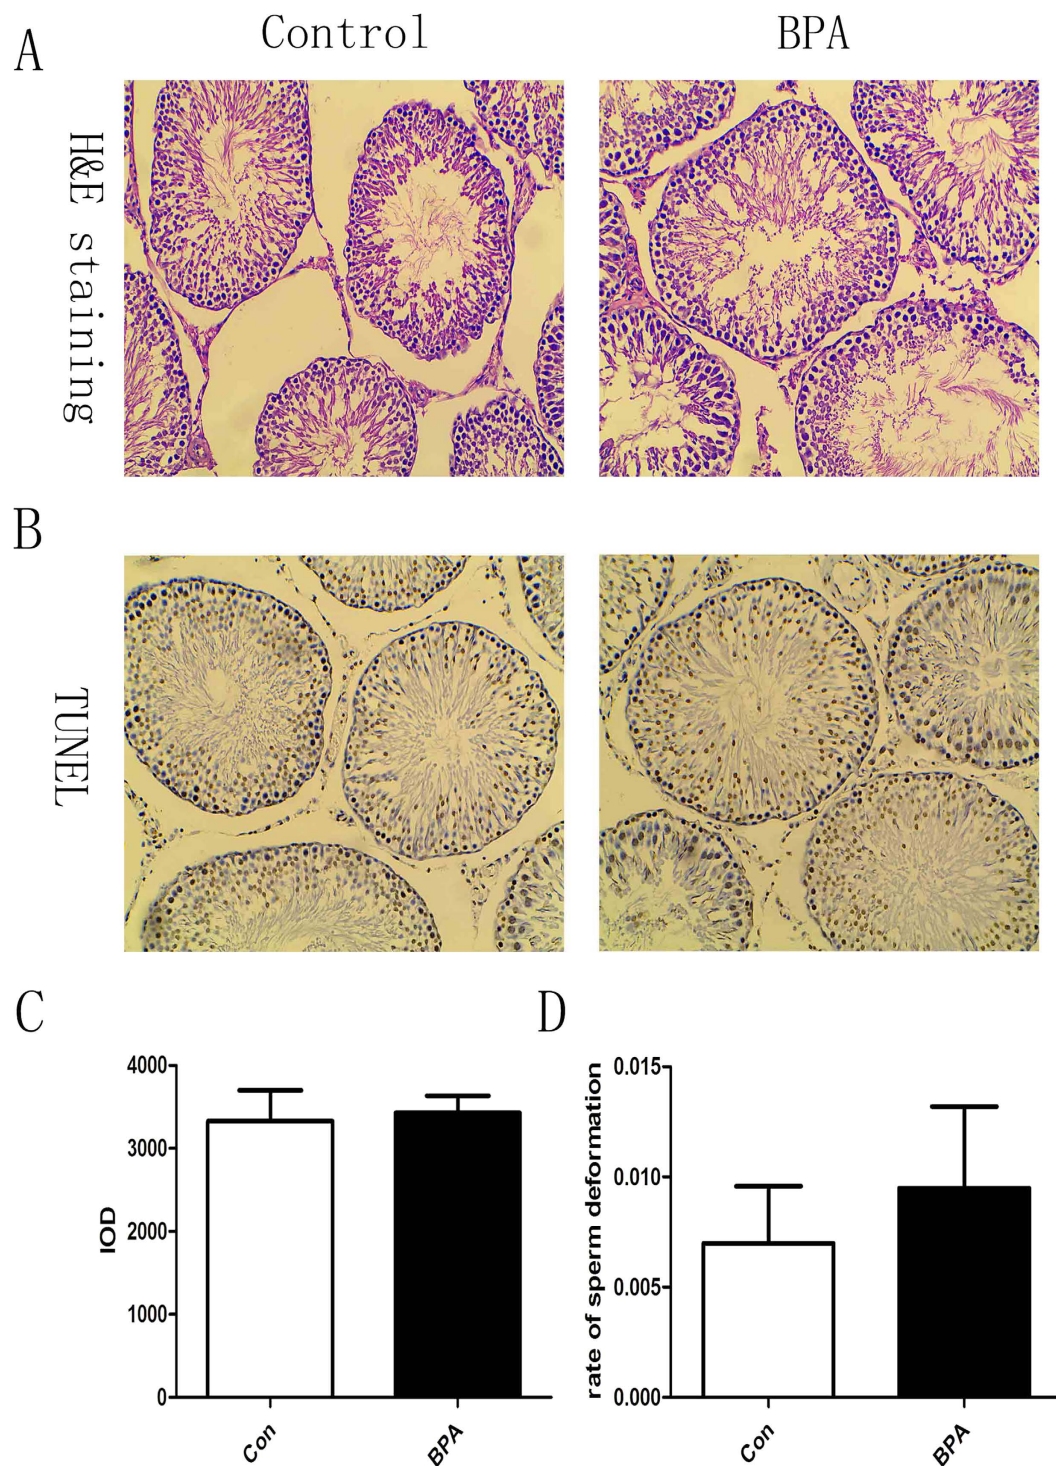 A
Control
BPA
H&E staining
B
TUNEL
C
D
4000
3000
2000
1000
0
IOD
Con
BPA
0.015
0.010
0.005
0.000
rate of sperm deformation
Con
BPA